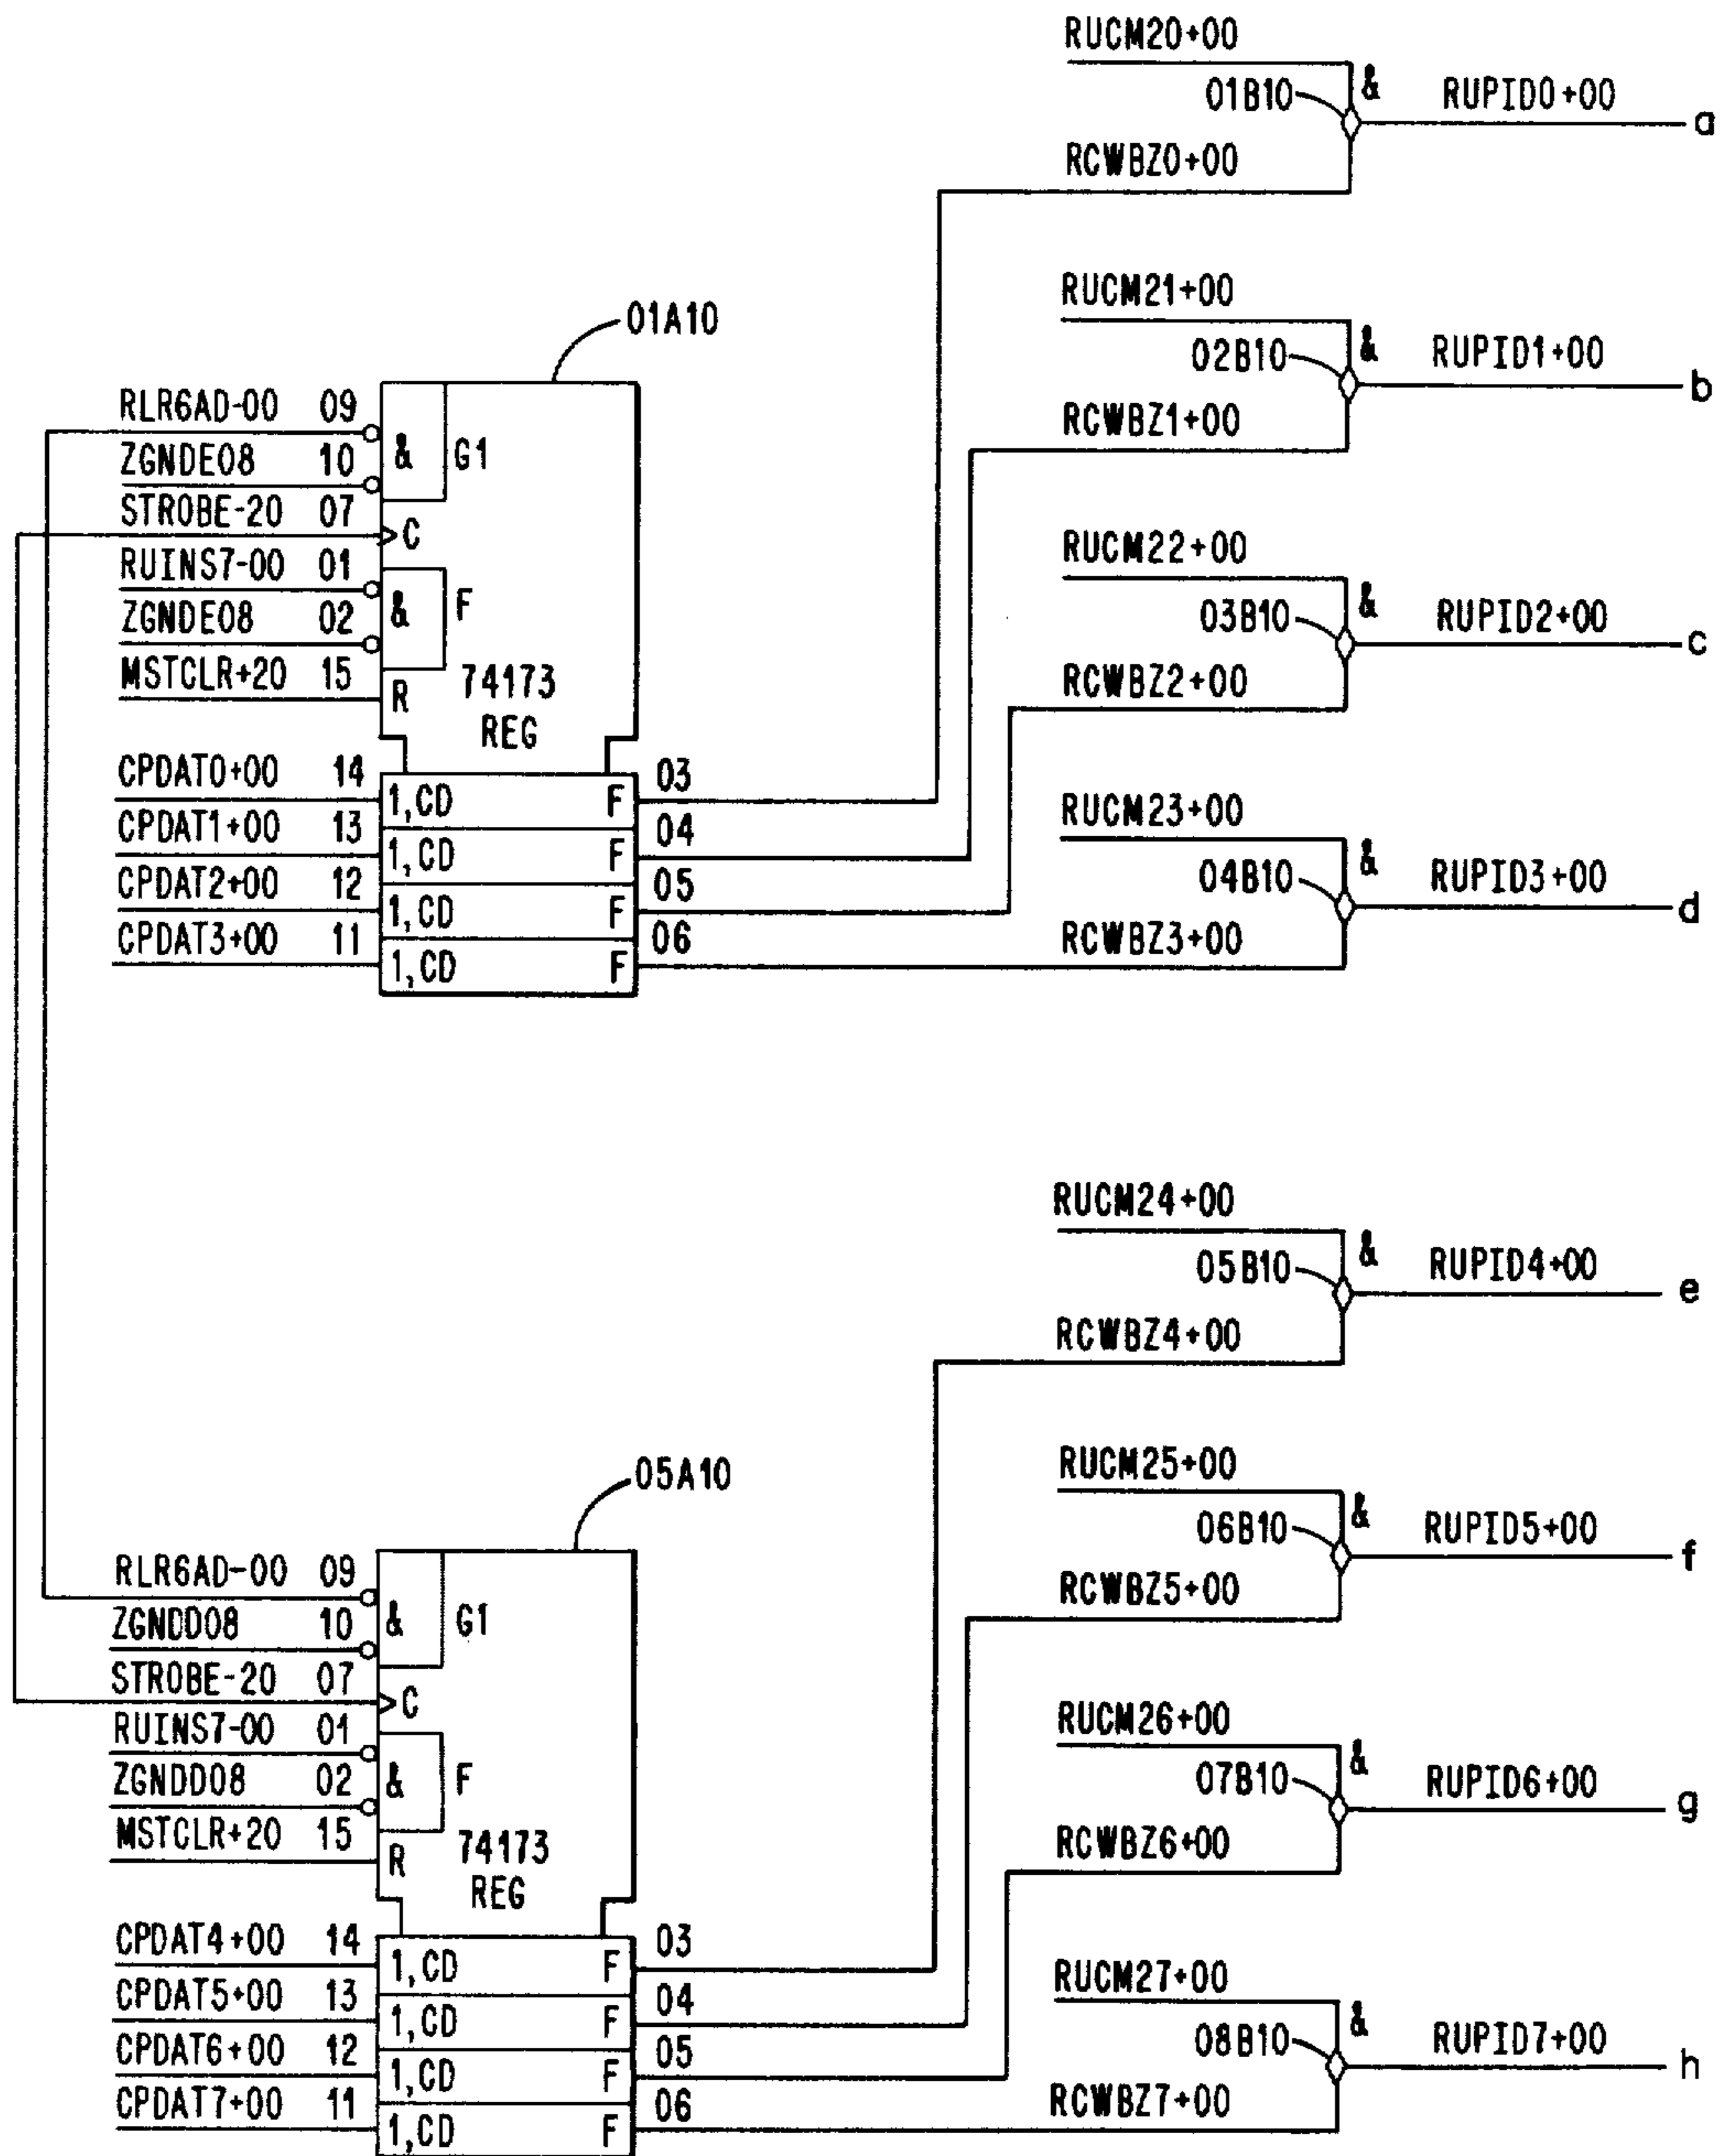 RUCM20+00
01B10 & RUPID0+00 a
RCWBZ0+00
RUCM21+00
02B10 & RUPID1+00 b
RCWBZ1+00
RUCM22+00
03B10 & RUPID2+00 c
RCWBZ2+00
RUCM23+00
04B10 & RUPID3+00 d
RCWBZ3+00
01A10
RLR6AD-00 09
ZGNDE08 10 & G1
STROBE-20 07 C
RUINS7-00 01
ZGNDE08 02 & F
MSTCLR+20 15 R
74173
REG
CPDAT0+00 14 1,CD F 03
CPDAT1+00 13 1,CD F 04
CPDAT2+00 12 1,CD F 05
CPDAT3+00 11 1,CD F 06
RUCM24+00
05B10 & RUPID4+00 e
RCWBZ4+00
RUCM25+00
06B10 & RUPID5+00 f
RCWBZ5+00
RUCM26+00
07B10 & RUPID6+00 g
RCWBZ6+00
RUCM27+00
08B10 & RUPID7+00 h
RCWBZ7+00
05A10
RLR6AD-00 09
ZGNDD08 10 & G1
STROBE-20 07 C
RUINS7-00 01
ZGNDD08 02 & F
MSTCLR+20 15 R
74173
REG
CPDAT4+00 14 1,CD F 03
CPDAT5+00 13 1,CD F 04
CPDAT6+00 12 1,CD F 05
CPDAT7+00 11 1,CD F 06